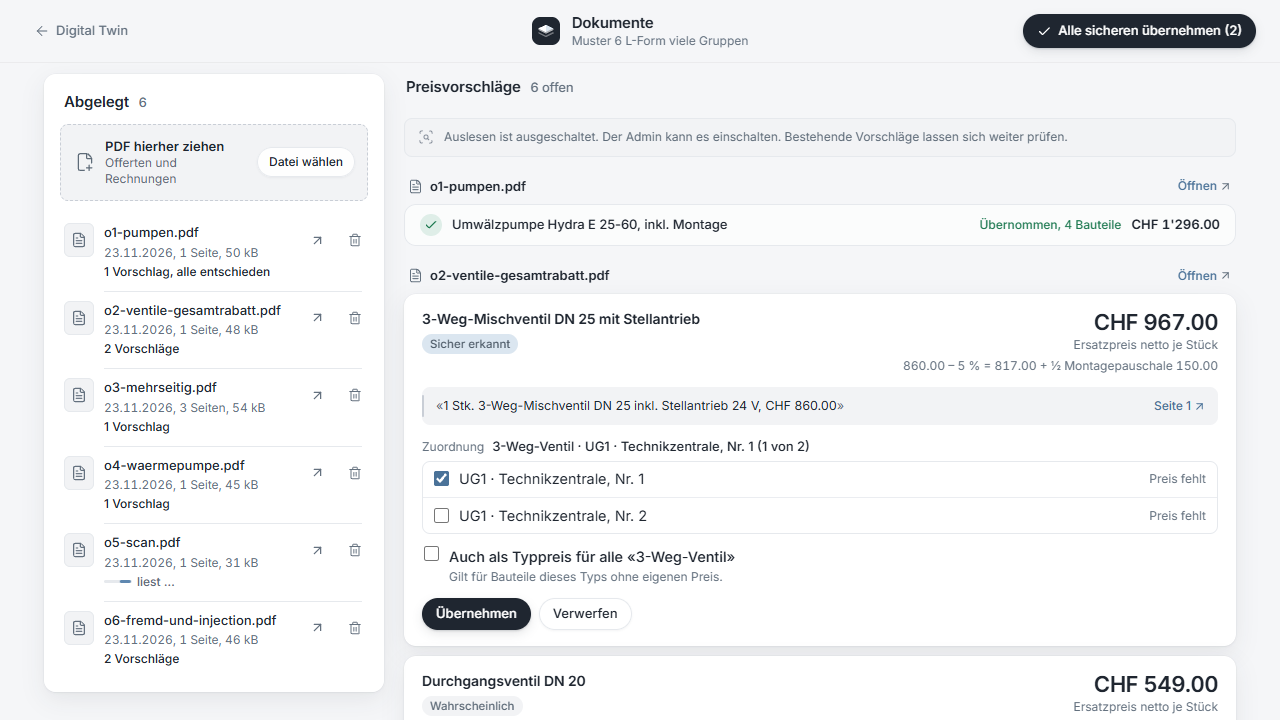 Digital Twin
Dokumente
Muster 6 L-Form viele Gruppen
Alle sicheren übernehmen (2)
Abgelegt 6
PDF hierher ziehen
Offerten und
Rechnungen
Datei wählen
o1-pumpen.pdf
23.11.2026, 1 Seite, 50 kB
1 Vorschlag, alle entschieden
o2-ventile-gesamtrabatt.pdf
23.11.2026, 1 Seite, 48 kB
2 Vorschläge
o3-mehrseitig.pdf
23.11.2026, 3 Seiten, 54 kB
1 Vorschlag
o4-waermepumpe.pdf
23.11.2026, 1 Seite, 45 kB
1 Vorschlag
o5-scan.pdf
23.11.2026, 1 Seite, 31 kB
liest ...
o6-fremd-und-injection.pdf
23.11.2026, 1 Seite, 46 kB
2 Vorschläge
Preisvorschläge 6 offen
Auslesen ist ausgeschaltet. Der Admin kann es einschalten. Bestehende Vorschläge lassen sich weiter prüfen.
o1-pumpen.pdf Öffnen
Umwälzpumpe Hydra E 25-60, inkl. Montage Übernommen, 4 Bauteile CHF 1'296.00
o2-ventile-gesamtrabatt.pdf Öffnen
3-Weg-Mischventil DN 25 mit Stellantrieb CHF 967.00
Sicher erkannt Ersatzpreis netto je Stück
860.00 – 5 % = 817.00 + ½ Montagepauschale 150.00
«1 Stk. 3-Weg-Mischventil DN 25 inkl. Stellantrieb 24 V, CHF 860.00» Seite 1
Zuordnung 3-Weg-Ventil · UG1 · Technikzentrale, Nr. 1 (1 von 2)
UG1 · Technikzentrale, Nr. 1 Preis fehlt
UG1 · Technikzentrale, Nr. 2 Preis fehlt
Auch als Typpreis für alle «3-Weg-Ventil»
Gilt für Bauteile dieses Typs ohne eigenen Preis.
Übernehmen Verwerfen
Durchgangsventil DN 20 CHF 549.00
Wahrscheinlich Ersatzpreis netto je Stück